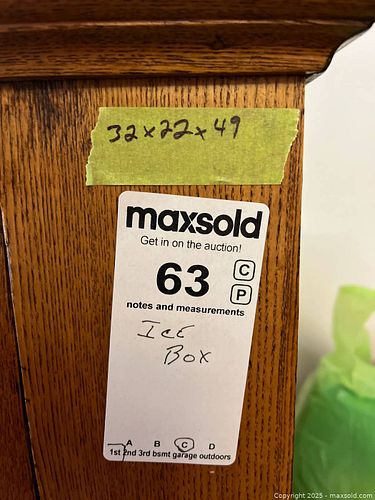 32x22x49
maxsold
Get in on the auction!
63
C
P
notes and measurements
ICE
BOX
A B C D
1st 2nd 3rd bsmt garage outdoors
Copyright 2025 - maxsold.com